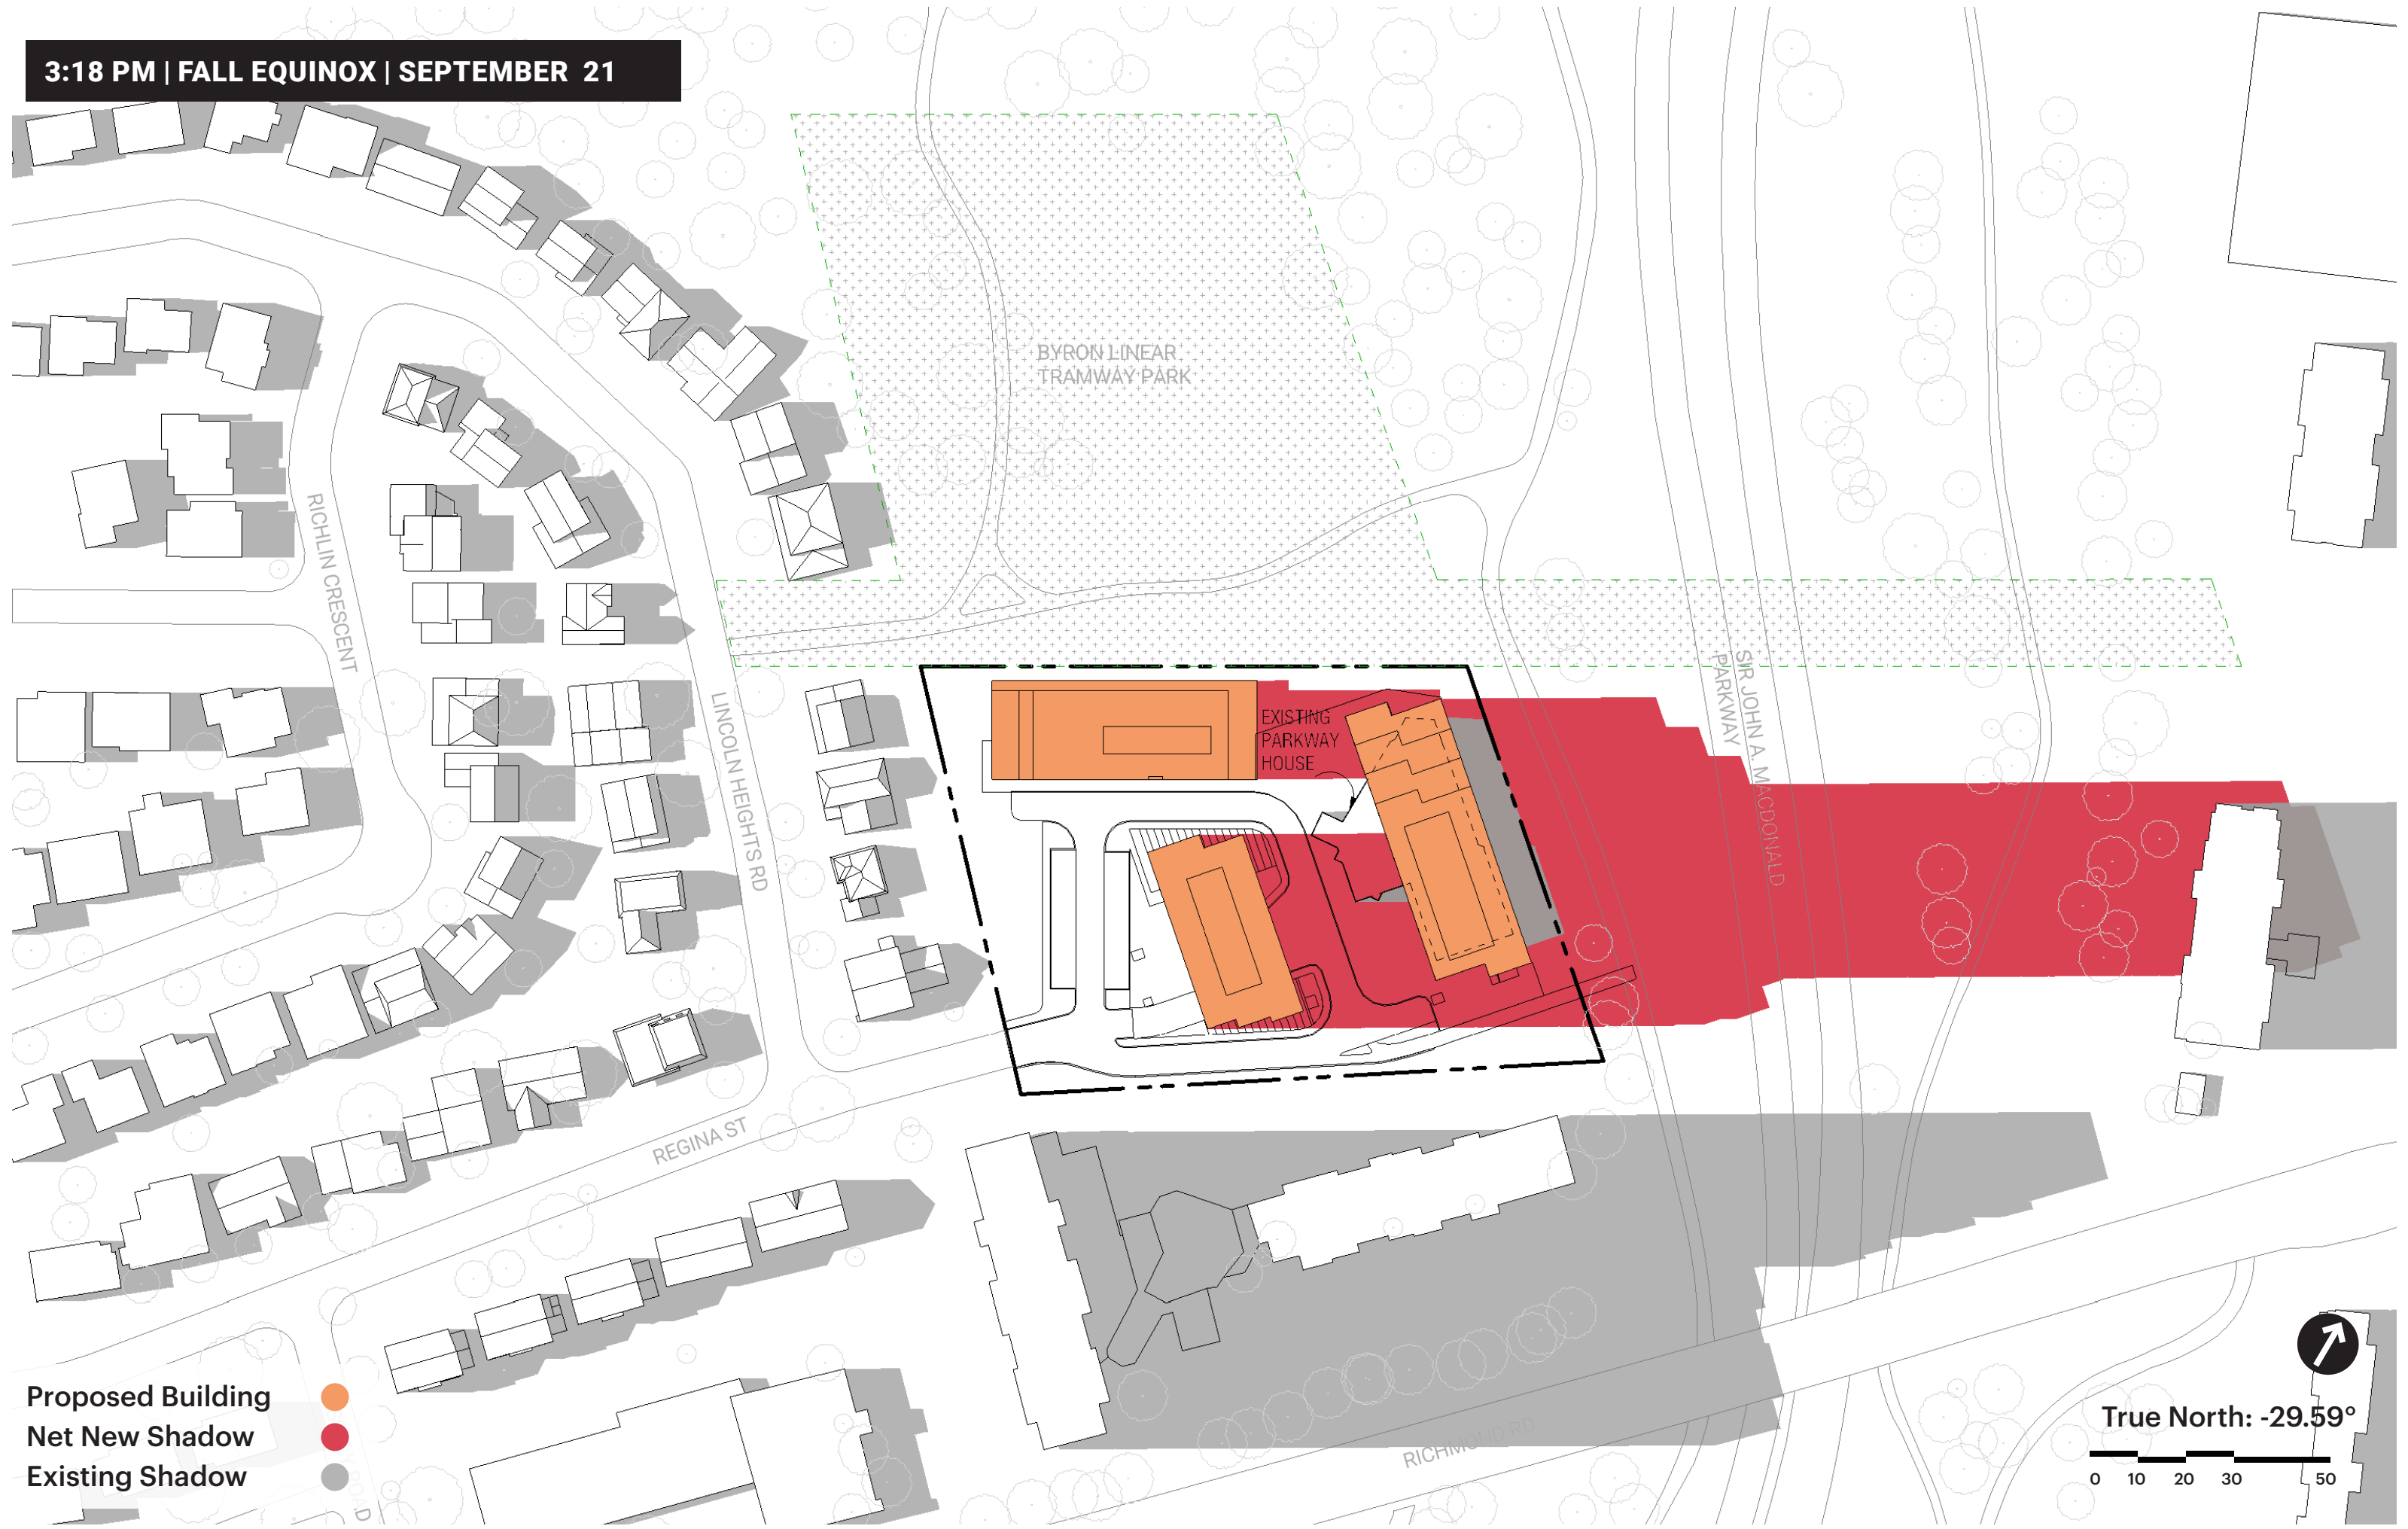 3:18 PM | FALL EQUINOX | SEPTEMBER 21
BYRON LINEAR
TRAMWAY PARK
RICHLIN CRESCENT
LINCOLN HEIGHTS RD
EXISTING
PARKWAY
HOUSE
SIR JOHN A. MACDONALD
PARKWAY
REGINA ST
RICHMOND RD
Proposed Building
Net New Shadow
Existing Shadow
True North: -29.59°
0 10 20 30 50